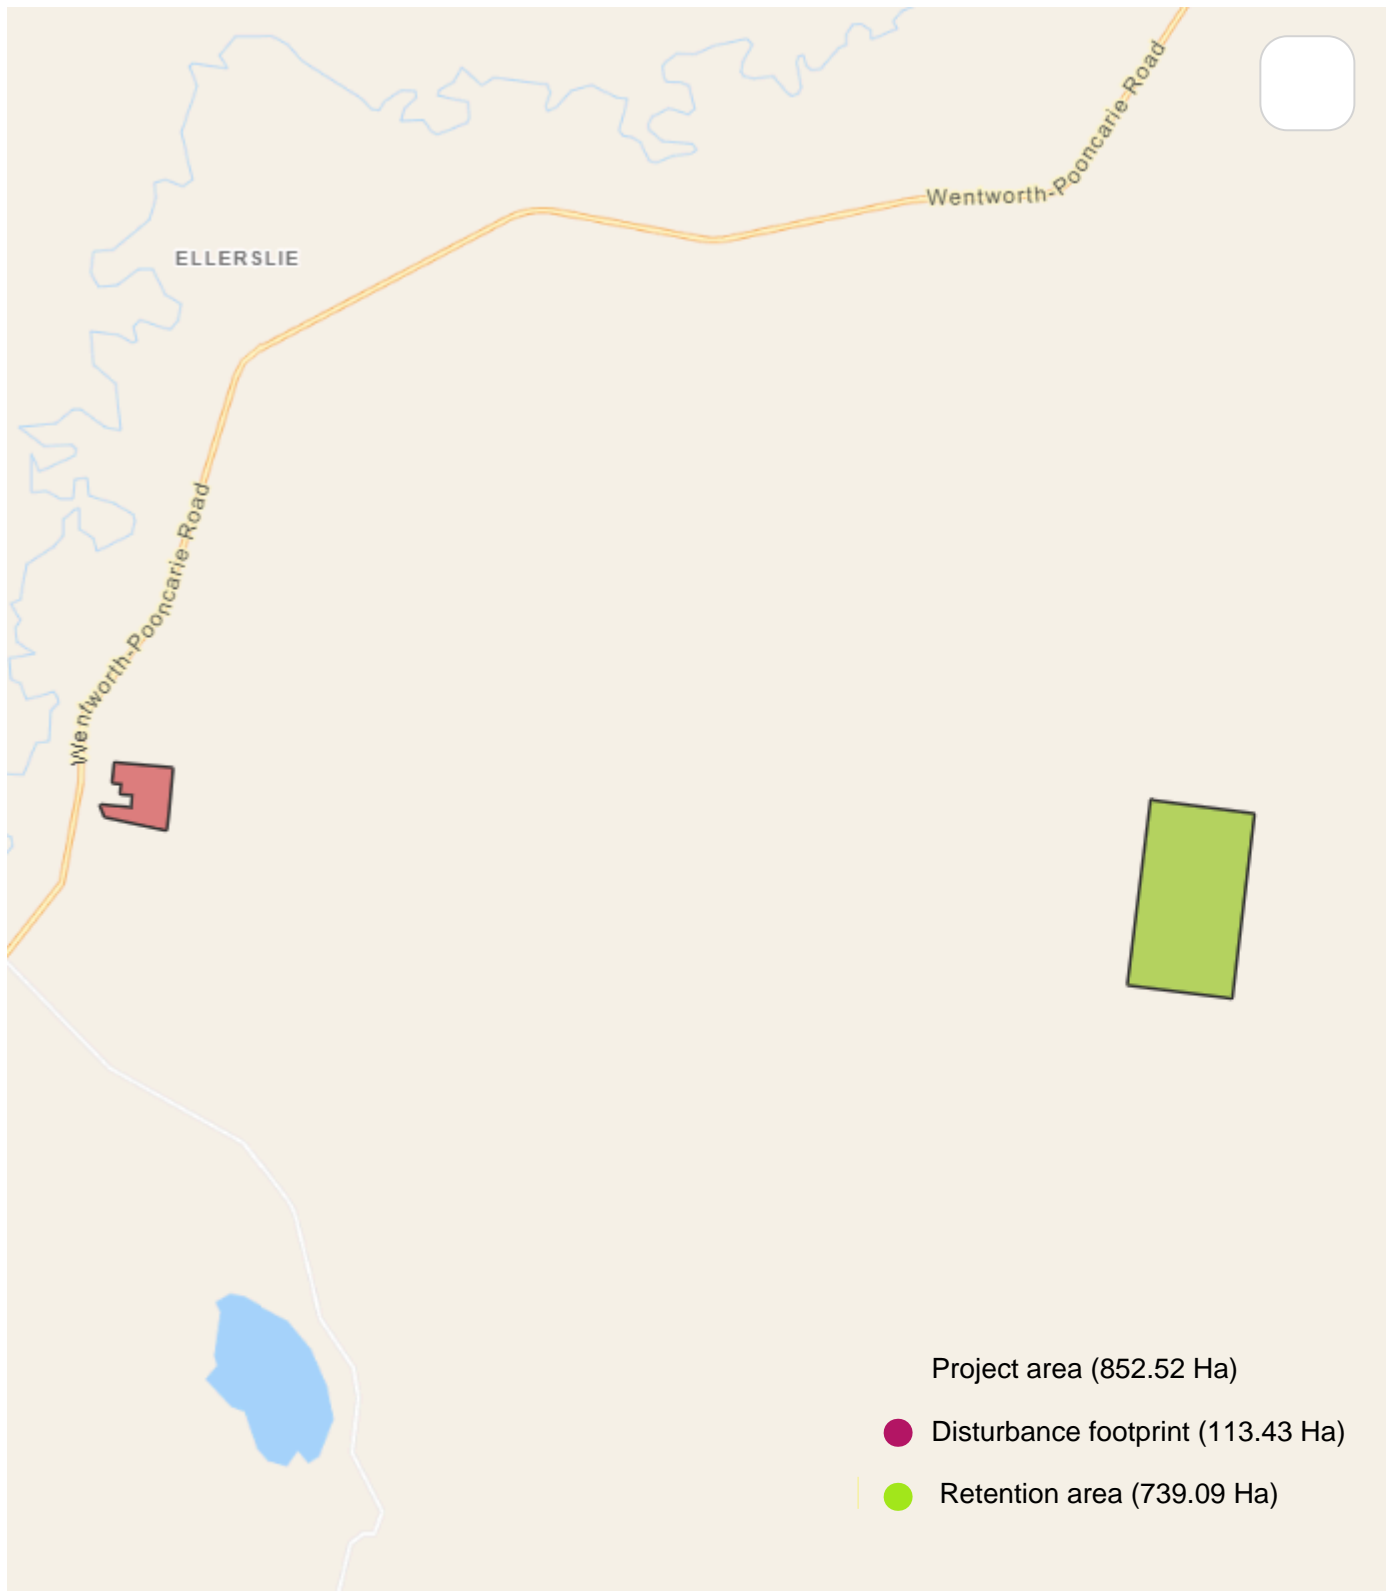 Wentworth-Pooncarie Road
ELLERSLIE
Wentworth-Pooncarie Road
Project area (852.52 Ha)
Disturbance footprint (113.43 Ha)
Retention area (739.09 Ha)